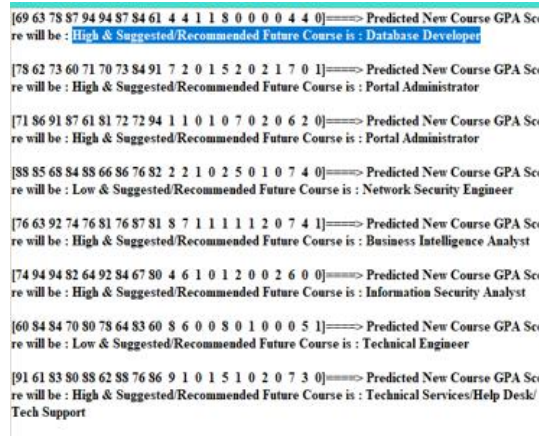 [69 63 78 87 94 94 87 84 61 4 4 1 1 8 0 0 0 0 4 4 0]====> Predicted New Course GPA Sco
re will be : High & Suggested/Recommended Future Course is : Database Developer
[78 62 73 60 71 70 73 84 91 7 2 0 1 5 2 0 2 1 7 0 1]====> Predicted New Course GPA Sco
re will be : High & Suggested/Recommended Future Course is : Portal Administrator
[71 86 91 87 61 81 72 72 94 1 1 0 1 0 7 0 2 0 6 2 0]====> Predicted New Course GPA Sco
re will be : High & Suggested/Recommended Future Course is : Portal Administrator
[88 85 68 84 88 66 86 76 82 2 2 1 0 2 5 0 1 0 7 4 0]====> Predicted New Course GPA Sco
re will be : Low & Suggested/Recommended Future Course is : Network Security Engineer
[76 63 92 74 76 81 76 87 81 8 7 1 1 1 1 1 2 0 7 4 1]====> Predicted New Course GPA Sco
re will be : High & Suggested/Recommended Future Course is : Business Intelligence Analyst
[74 94 94 82 64 92 84 67 80 4 6 1 0 1 2 0 0 2 6 0 0]====> Predicted New Course GPA Sco
re will be : High & Suggested/Recommended Future Course is : Information Security Analyst
[60 84 84 70 80 78 64 83 60 8 6 0 0 8 0 1 0 0 0 5 1]====> Predicted New Course GPA Sco
re will be : Low & Suggested/Recommended Future Course is : Technical Engineer
[91 61 83 80 88 62 88 76 86 9 1 0 1 5 1 0 2 0 7 3 0]====> Predicted New Course GPA Sco
re will be : High & Suggested/Recommended Future Course is : Technical Services/Help Desk/
Tech Support